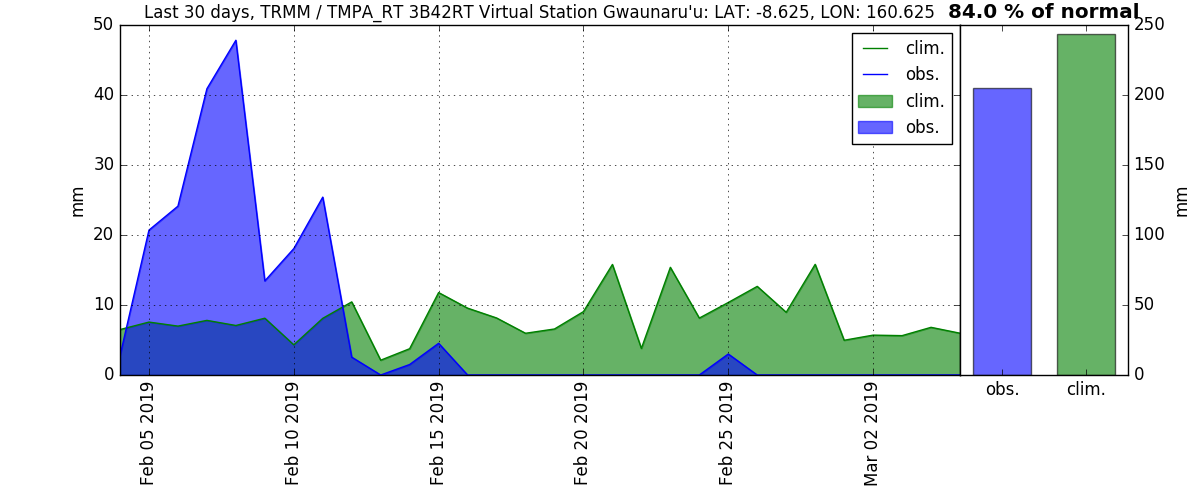 Last 30 days, TRMM / TMPA_RT 3B42RT Virtual Station Gwaunaru'u: LAT: -8.625, LON: 160.625
84.0 % of normal
50
40
30
20
10
0
mm
clim.
obs.
clim.
obs.
Feb 05 2019
Feb 10 2019
Feb 15 2019
Feb 20 2019
Feb 25 2019
Mar 02 2019
250
200
150
100
50
0
mm
obs.
clim.